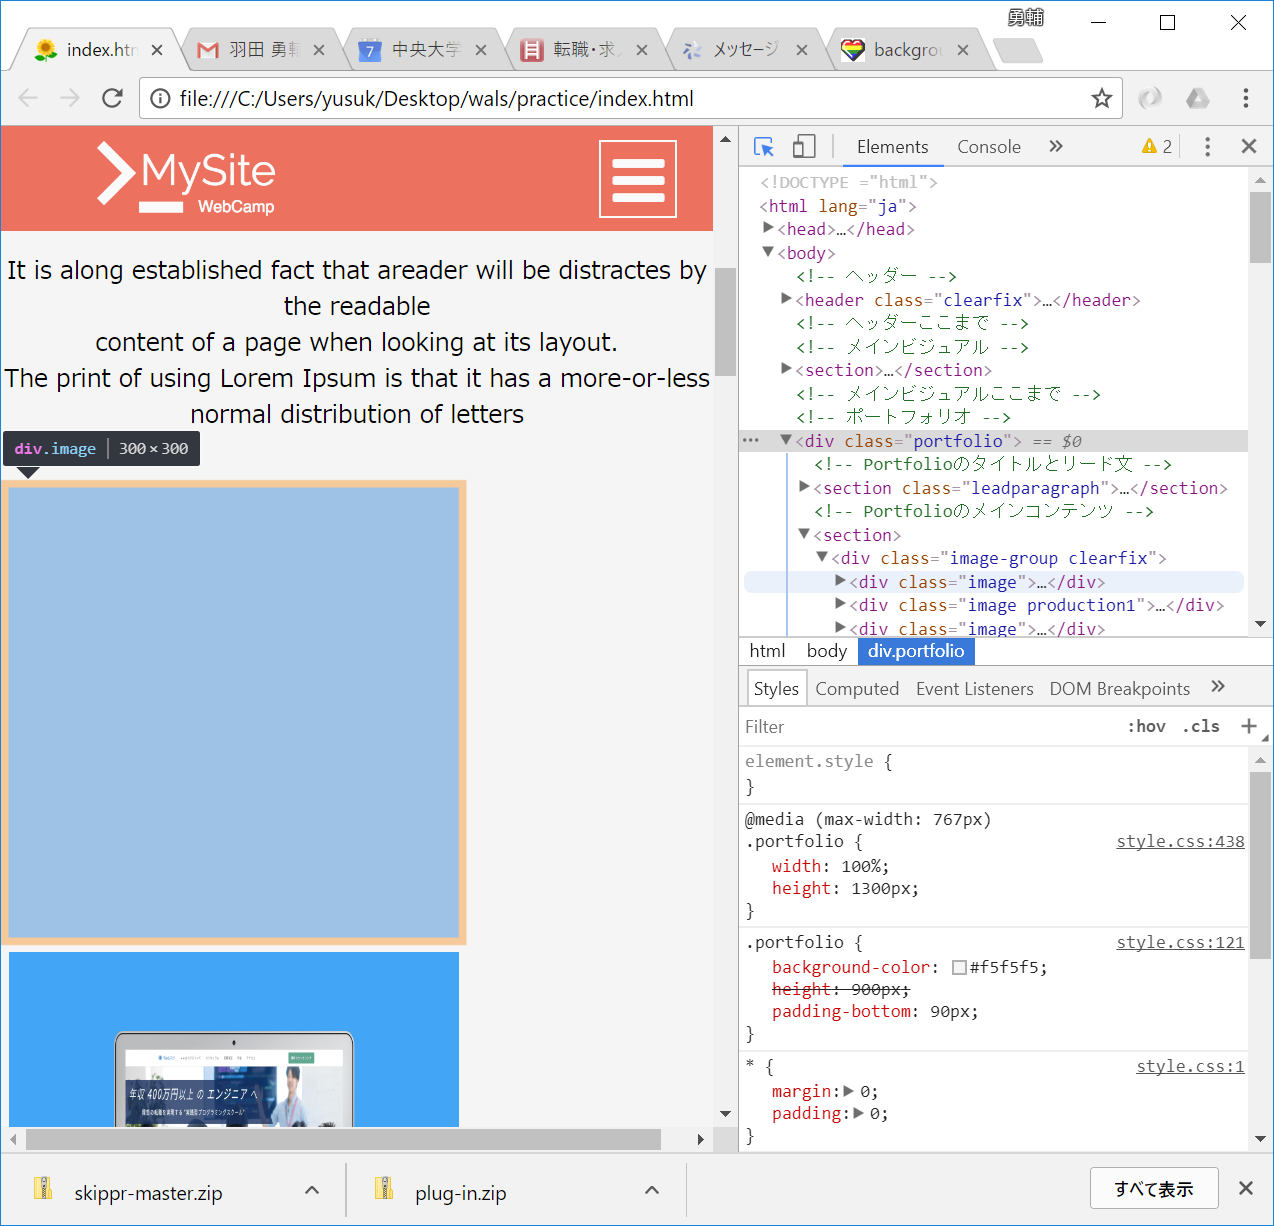 勇輔
index.htm
羽田 勇輔
中央大学
転職・求人
メッセージ
backgrou
file:///C:/Users/yusuk/Desktop/wals/practice/index.html
MySite
WebCamp
It is along established fact that areader will be distractes by
the readable
content of a page when looking at its layout.
The print of using Lorem Ipsum is that it has a more-or-less
normal distribution of letters
div.image 300 × 300
年収 400万円以上 の エンジニア へ
Elements Console » 2
<!DOCTYPE ="html">
<html lang="ja">
<head>…</head>
<body>
<!-- ヘッダー -->
<header class="clearfix">…</header>
<!-- ヘッダーここまで -->
<!-- メインビジュアル -->
<section>…</section>
<!-- メインビジュアルここまで -->
<!-- ポートフォリオ -->
… <div class="portfolio"> == $0
<!-- Portfolioのタイトルとリード文 -->
<section class="leadparagraph">…</section>
<!-- Portfolioのメインコンテンツ -->
<section>
<div class="image-group clearfix">
<div class="image">…</div>
<div class="image production1">…</div>
<div class="image">…</div>
html body div.portfolio
Styles Computed Event Listeners DOM Breakpoints »
Filter :hov .cls +
element.style {
}
@media (max-width: 767px)
.portfolio { style.css:438
width: 100%;
height: 1300px;
}
.portfolio { style.css:121
background-color: #f5f5f5;
height: 900px;
padding-bottom: 90px;
}
* { style.css:1
margin: 0;
padding: 0;
}
skippr-master.zip
plug-in.zip
すべて表示